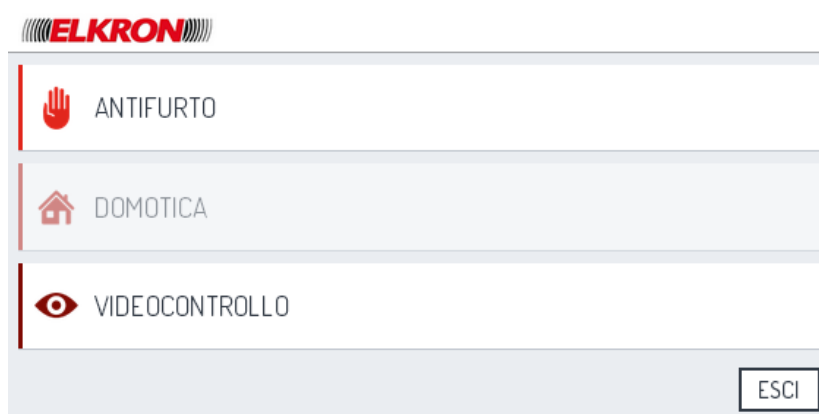 ELKRON
ANTIFURTO
DOMOTICA
VIDEOCONTROLLO
ESCI